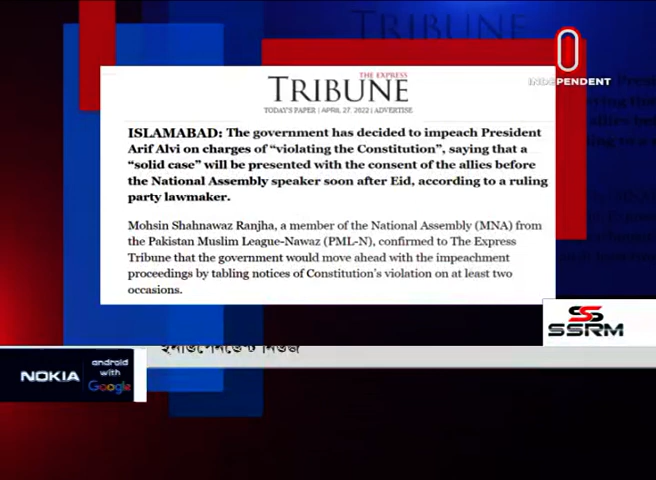 TRIBUNE
INDEPENDENT
THE EXPRESS
TRIBUNE
TODAY'S PAPER | APRIL 27, 2022 | ADVERTISE
ISLAMABAD: The government has decided to impeach President
Arif Alvi on charges of “violating the Constitution”, saying that a
“solid case” will be presented with the consent of the allies before
the National Assembly speaker soon after Eid, according to a ruling
party lawmaker.
Mohsin Shahnawaz Ranjha, a member of the National Assembly (MNA) from
the Pakistan Muslim League-Nawaz (PML-N), confirmed to The Express
Tribune that the government would move ahead with the impeachment
proceedings by tabling notices of Constitution's violation on at least two
occasions.
SSRM
ইনডিপেনডেন্ট নিউজ
NOKIA
android
with
Google